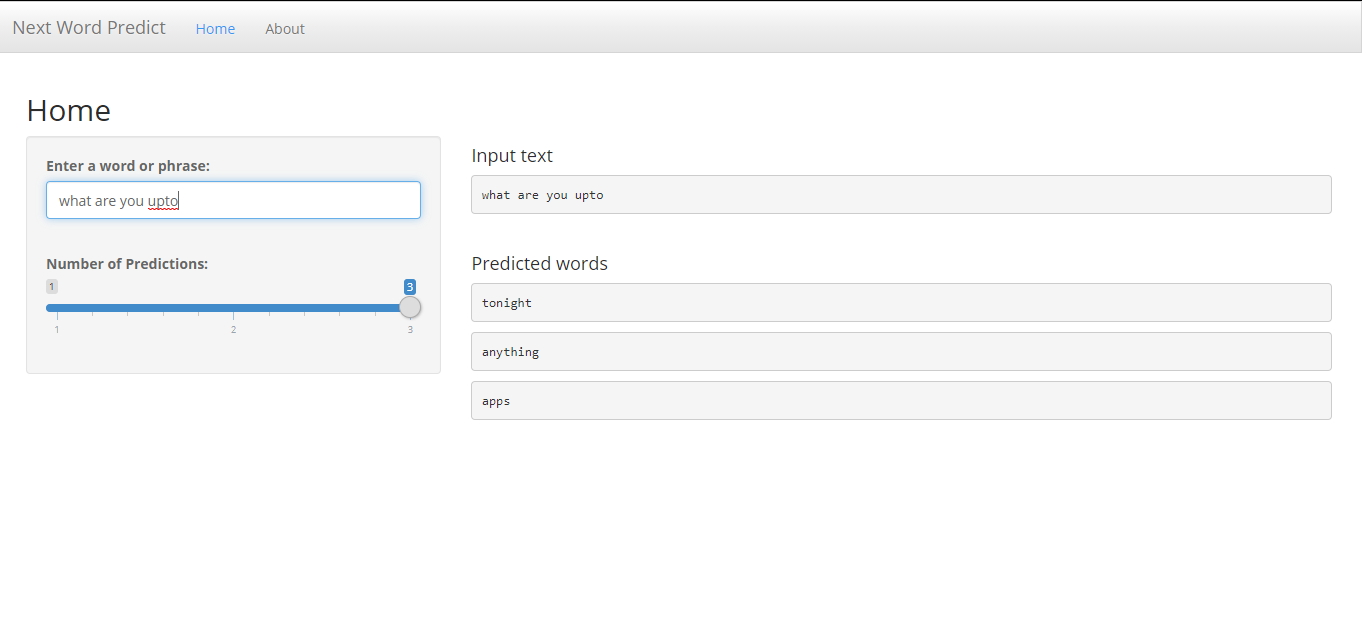 Next Word Predict Home About
Home
Enter a word or phrase:
what are you upto
Number of Predictions:
1 3
1 2 3
Input text
what are you upto
Predicted words
tonight
anything
apps